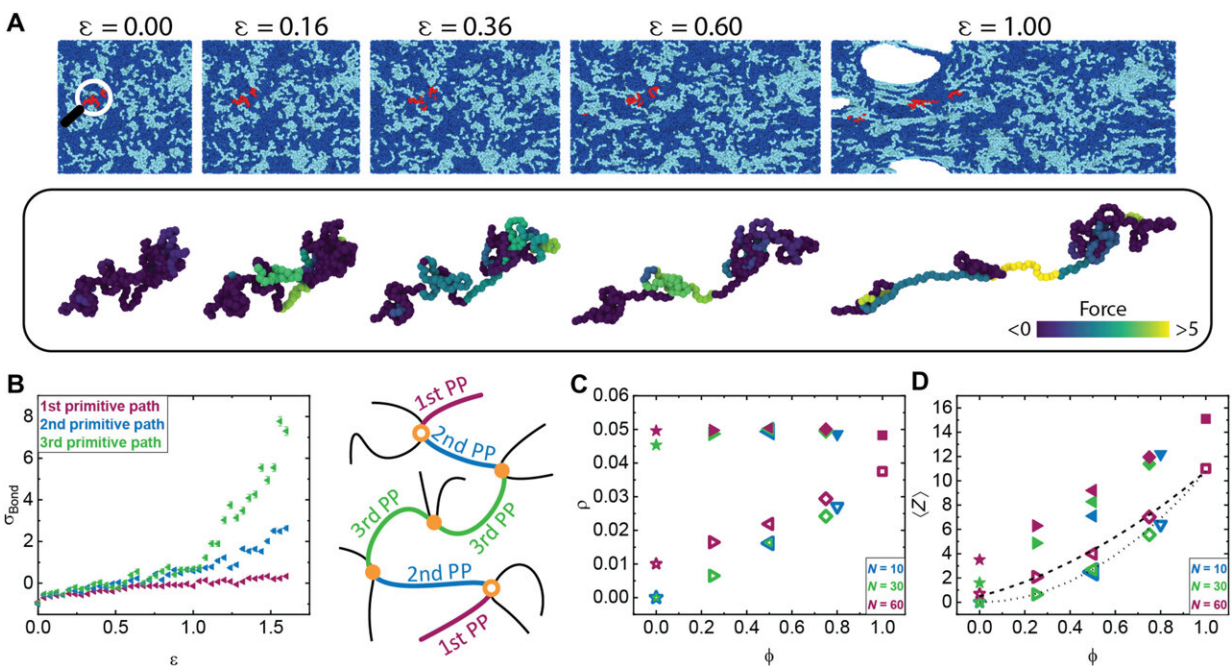 A
ε = 0.00 ε = 0.16 ε = 0.36 ε = 0.60 ε = 1.00
Force
<0 >5
B
1st primitive path
2nd primitive path
3rd primitive path
8
6
4
2
0
σBond
0.0 0.5 1.0 1.5
ε
1st PP
2nd PP
3rd PP
3rd PP
2nd PP
1st PP
C
0.06
0.05
0.04
0.03
0.02
0.01
0.00
ρ
N = 10
N = 30
N = 60
0.0 0.2 0.4 0.6 0.8 1.0
ϕ
D
16
14
12
10
8
6
4
2
0
⟨Z⟩
N = 10
N = 30
N = 60
0.0 0.2 0.4 0.6 0.8 1.0
ϕ